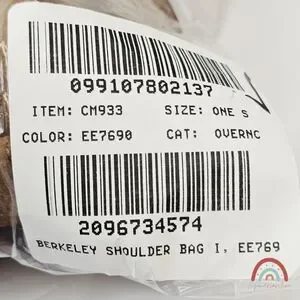 099107802137
ITEM: CM933 SIZE: ONE S
COLOR: EE7690 CAT: OVERNC
2096734574
BERKELEY SHOULDER BAG I, EE769